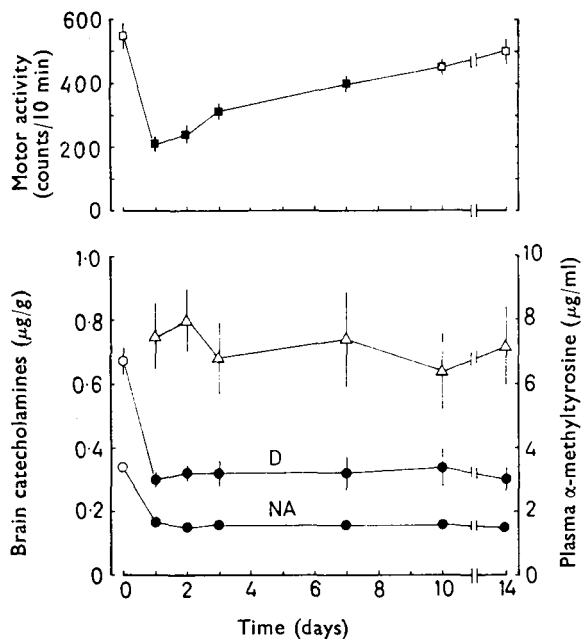 600
400
200
0
Motor activity
(counts/10 min)
1·0
0·8
0·6
0·4
0·2
0
Brain catecholamines (μg/g)
D
NA
10
8
6
4
2
0
Plasma α-methyltyrosine (μg/ml)
0 2 4 6 8 10 14
Time (days)